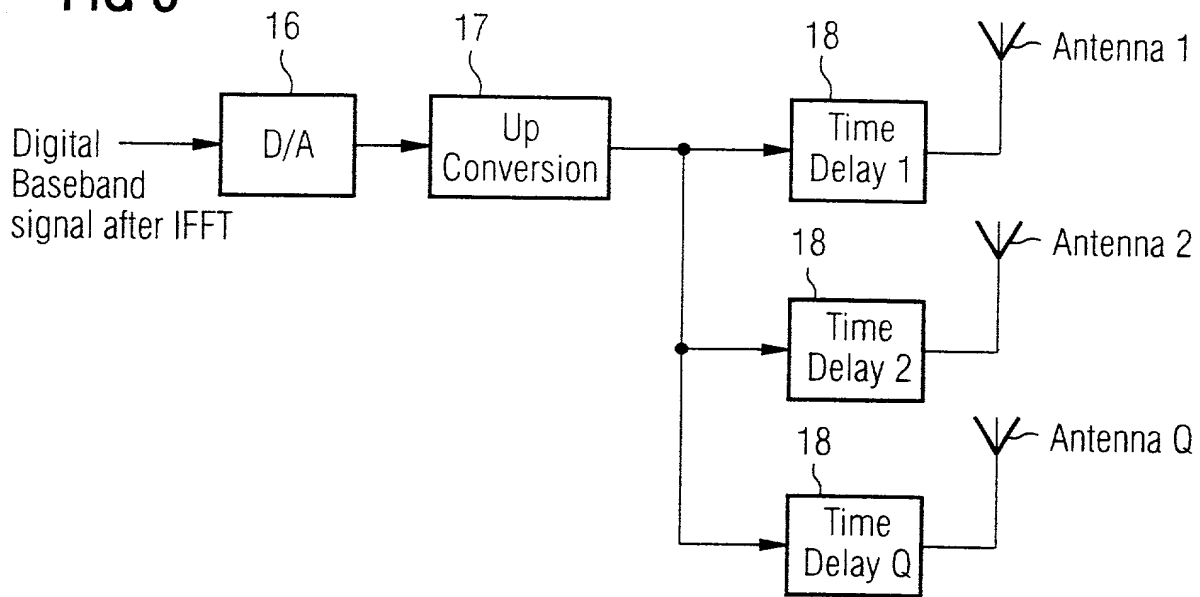 16
17
18
Antenna 1
Digital
Baseband
signal after IFFT
D/A
Up
Conversion
Time
Delay 1
18
Antenna 2
Time
Delay 2
18
Antenna Q
Time
Delay Q